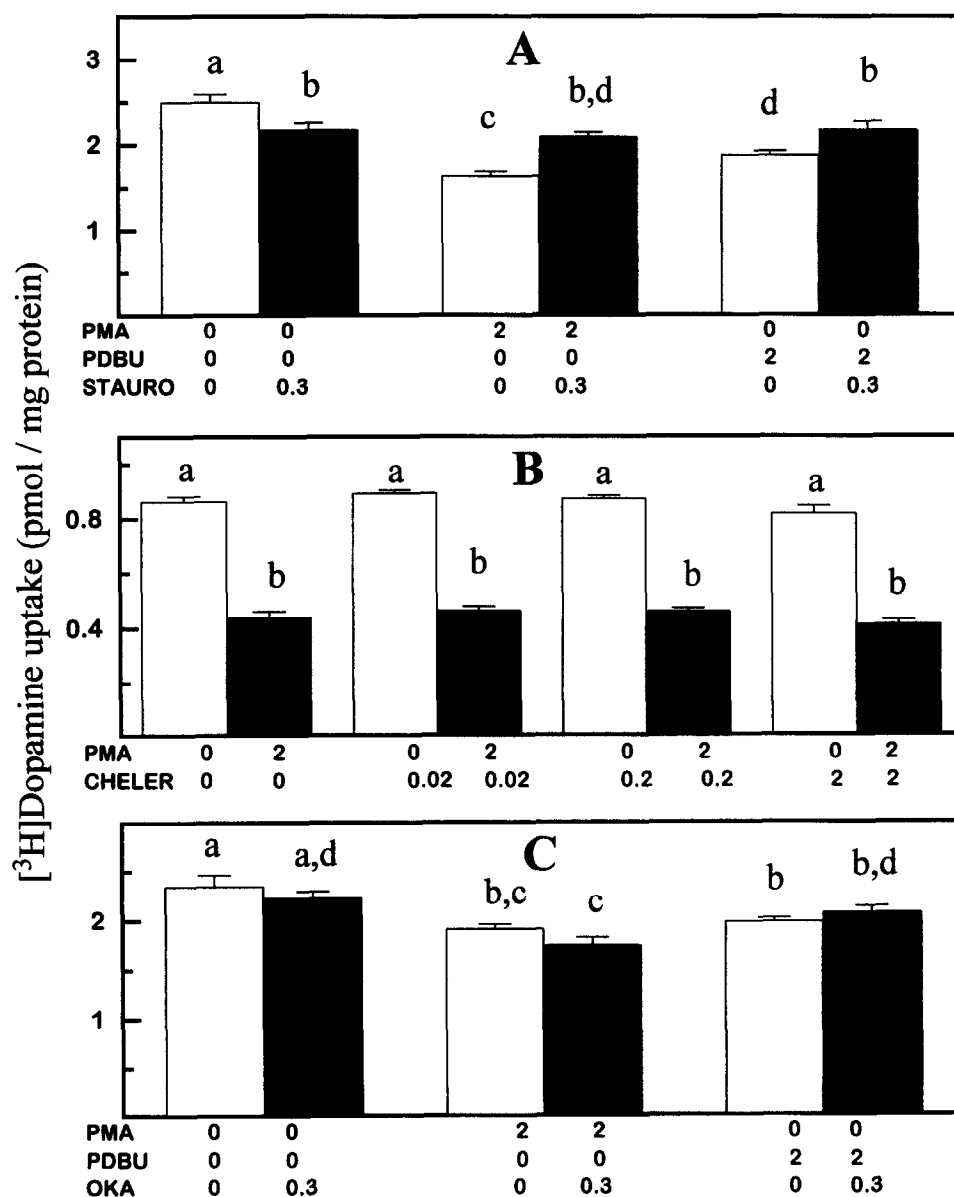 [³H]Dopamine uptake (pmol / mg protein)
A
3
2
1
a
b
c
b,d
d
b
PMA 0 0 2 2 0 0
PDBU 0 0 0 0 2 2
STAURO 0 0.3 0 0.3 0 0.3
B
0.8
0.4
a
b
a
b
a
b
a
b
PMA 0 2 0 2 0 2 0 2
CHELER 0 0 0.02 0.02 0.2 0.2 2 2
C
2
1
a
a,d
b,c
c
b
b,d
PMA 0 0 2 2 0 0
PDBU 0 0 0 0 2 2
OKA 0 0.3 0 0.3 0 0.3